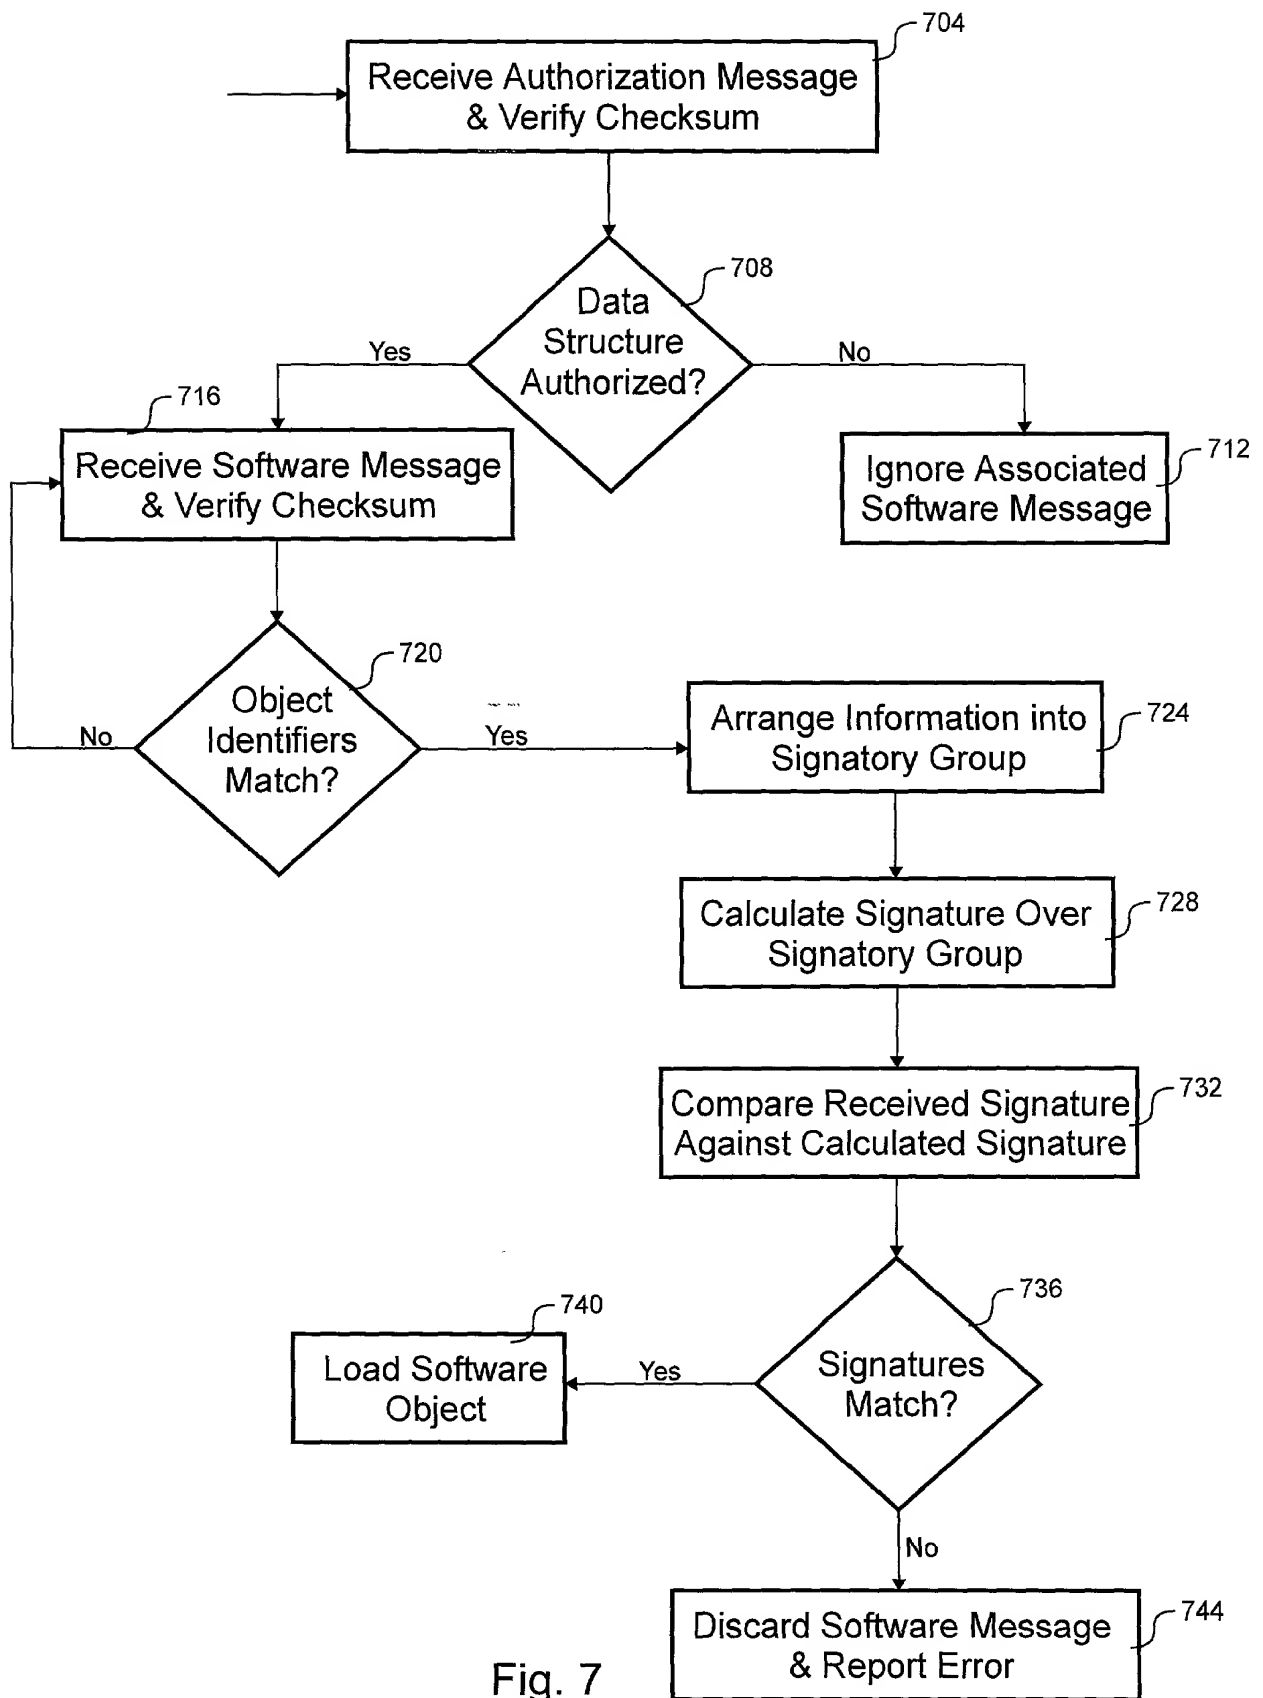 704
Receive Authorization Message
& Verify Checksum
708
Data
Structure
Authorized?
Yes
No
716
Receive Software Message
& Verify Checksum
712
Ignore Associated
Software Message
720
Object
Identifiers
Match?
No
Yes
724
Arrange Information into
Signatory Group
728
Calculate Signature Over
Signatory Group
732
Compare Received Signature
Against Calculated Signature
736
Signatures
Match?
740
Load Software
Object
Yes
No
744
Discard Software Message
& Report Error
Fig. 7